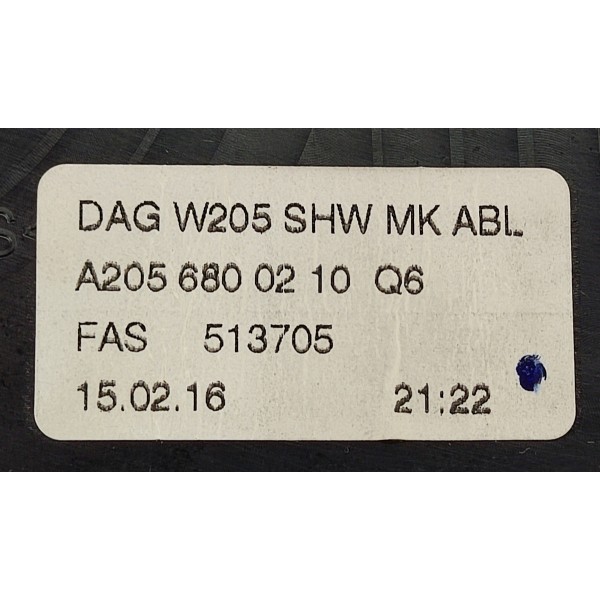 DAG W205 SHW MK ABL
A205 680 02 10 Q6
FAS 513705
15.02.16 21:22